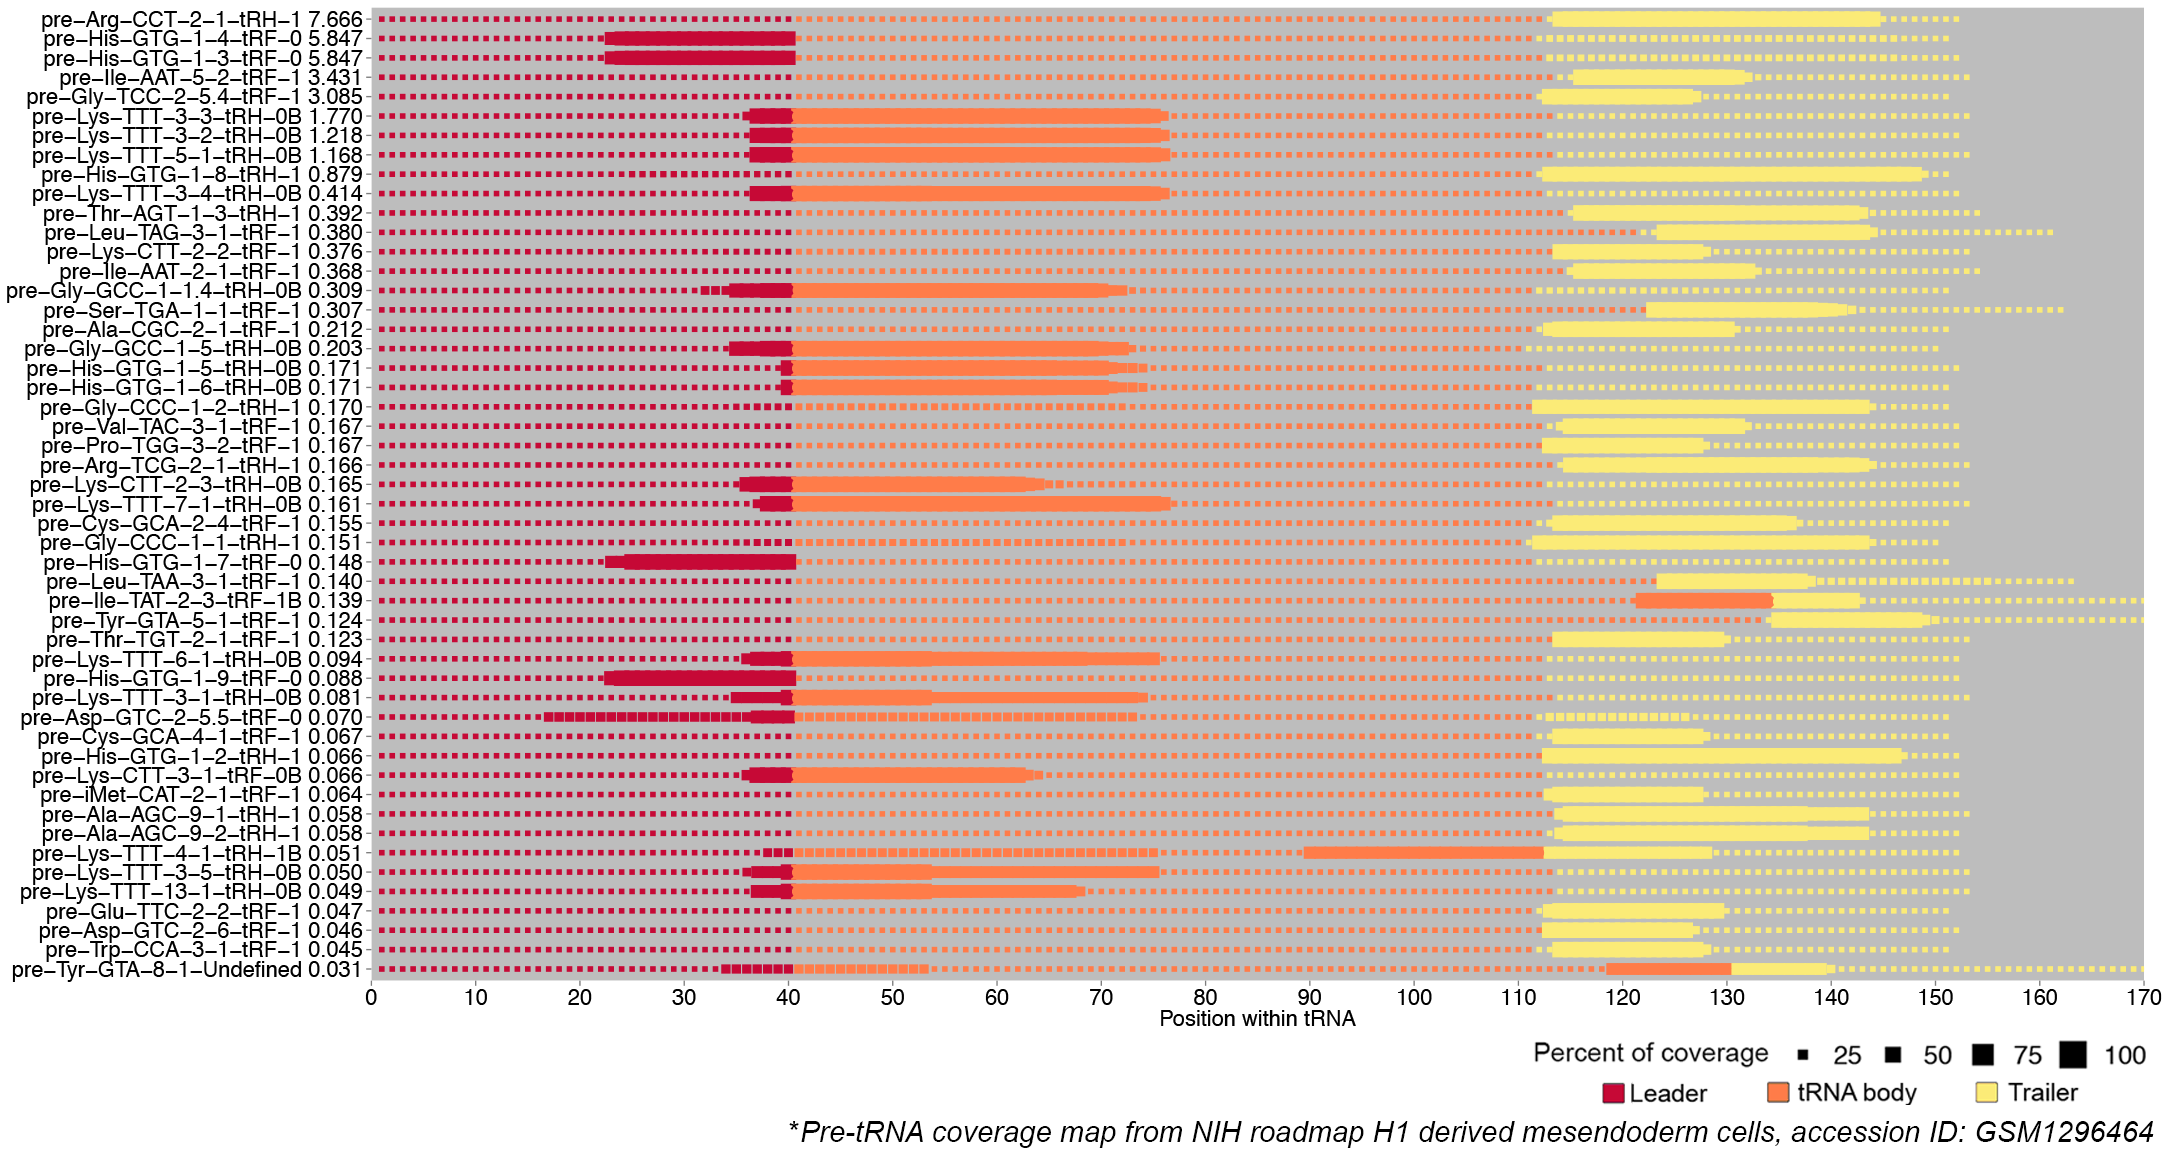 pre−Arg−CCT−2−1−tRH−1 7.666
pre−His−GTG−1−4−tRF−0 5.847
pre−His−GTG−1−3−tRF−0 5.847
pre−Ile−AAT−5−2−tRF−1 3.431
pre−Gly−TCC−2−5.4−tRF−1 3.085
pre−Lys−TTT−3−3−tRH−0B 1.770
pre−Lys−TTT−3−2−tRH−0B 1.218
pre−Lys−TTT−5−1−tRH−0B 1.168
pre−His−GTG−1−8−tRH−1 0.879
pre−Lys−TTT−3−4−tRH−0B 0.414
pre−Thr−AGT−1−3−tRH−1 0.392
pre−Leu−TAG−3−1−tRF−1 0.380
pre−Lys−CTT−2−2−tRF−1 0.376
pre−Ile−AAT−2−1−tRF−1 0.368
pre−Gly−GCC−1−1.4−tRH−0B 0.309
pre−Ser−TGA−1−1−tRF−1 0.307
pre−Ala−CGC−2−1−tRF−1 0.212
pre−Gly−GCC−1−5−tRH−0B 0.203
pre−His−GTG−1−5−tRH−0B 0.171
pre−His−GTG−1−6−tRH−0B 0.171
pre−Gly−CCC−1−2−tRH−1 0.170
pre−Val−TAC−3−1−tRF−1 0.167
pre−Pro−TGG−3−2−tRF−1 0.167
pre−Arg−TCG−2−1−tRH−1 0.166
pre−Lys−CTT−2−3−tRH−0B 0.165
pre−Lys−TTT−7−1−tRH−0B 0.161
pre−Cys−GCA−2−4−tRF−1 0.155
pre−Gly−CCC−1−1−tRH−1 0.151
pre−His−GTG−1−7−tRF−0 0.148
pre−Leu−TAA−3−1−tRF−1 0.140
pre−Ile−TAT−2−3−tRF−1B 0.139
pre−Tyr−GTA−5−1−tRF−1 0.124
pre−Thr−TGT−2−1−tRF−1 0.123
pre−Lys−TTT−6−1−tRH−0B 0.094
pre−His−GTG−1−9−tRF−0 0.088
pre−Lys−TTT−3−1−tRH−0B 0.081
pre−Asp−GTC−2−5.5−tRF−0 0.070
pre−Cys−GCA−4−1−tRF−1 0.067
pre−His−GTG−1−2−tRH−1 0.066
pre−Lys−CTT−3−1−tRF−0B 0.066
pre−iMet−CAT−2−1−tRF−1 0.064
pre−Ala−AGC−9−1−tRH−1 0.058
pre−Ala−AGC−9−2−tRH−1 0.058
pre−Lys−TTT−4−1−tRH−1B 0.051
pre−Lys−TTT−3−5−tRH−0B 0.050
pre−Lys−TTT−13−1−tRH−0B 0.049
pre−Glu−TTC−2−2−tRF−1 0.047
pre−Asp−GTC−2−6−tRF−1 0.046
pre−Trp−CCA−3−1−tRF−1 0.045
pre−Tyr−GTA−8−1−Undefined 0.031
0 10 20 30 40 50 60 70 80 90 100 110 120 130 140 150 160 170
Position within tRNA
Percent of coverage 25 50 75 100
Leader tRNA body Trailer
*Pre-tRNA coverage map from NIH roadmap H1 derived mesendoderm cells, accession ID: GSM1296464